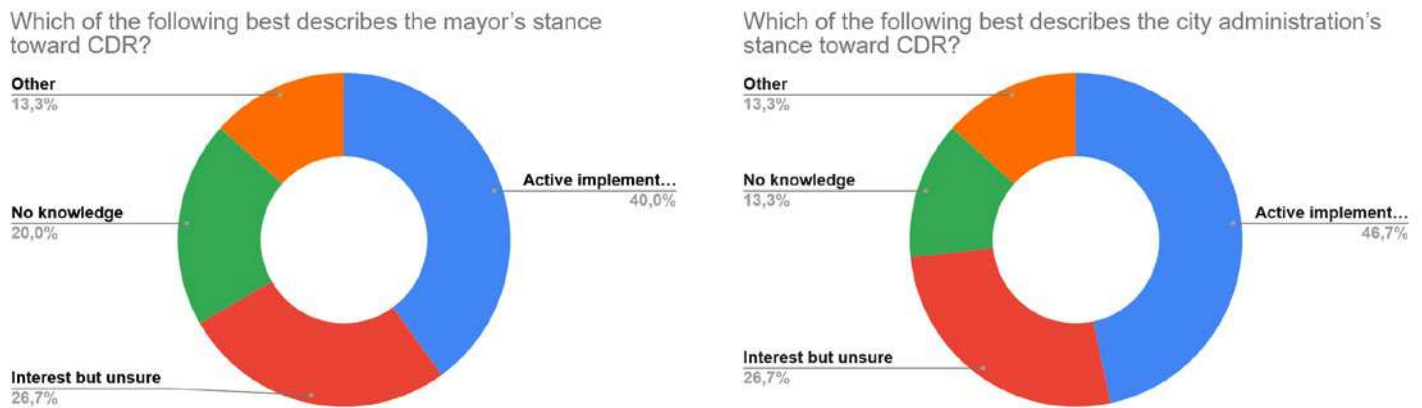 Which of the following best describes the mayor's stance
toward CDR?
Other
13,3%
No knowledge
20,0%
Interest but unsure
26,7%
Active implement...
40,0%
Which of the following best describes the city administration's
stance toward CDR?
Other
13,3%
No knowledge
13,3%
Interest but unsure
26,7%
Active implement...
46,7%